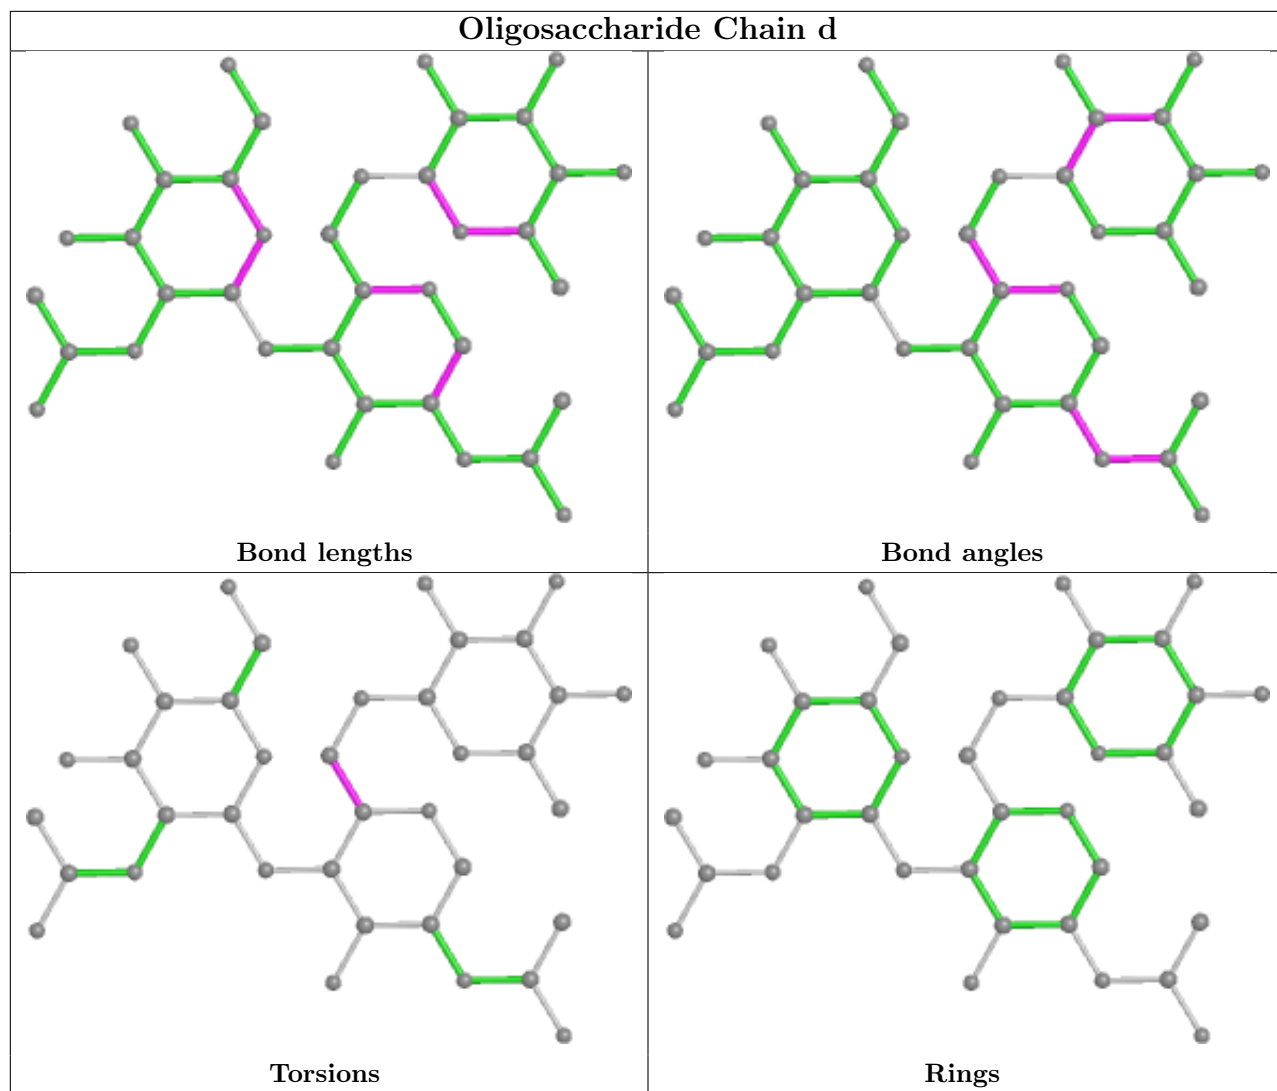 Oligosaccharide Chain d
Bond lengths
Bond angles
Torsions
Rings